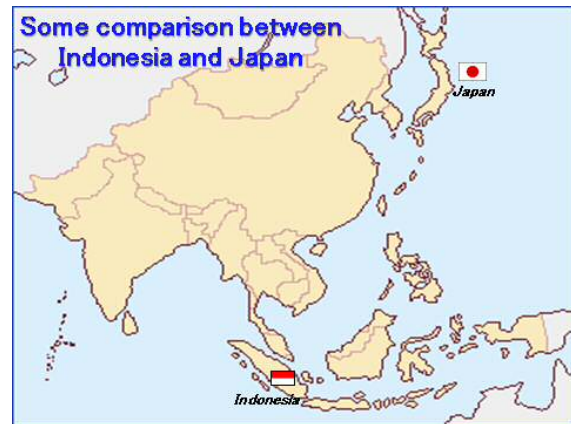 Some comparison between
Indonesia and Japan
Japan
Indonesia